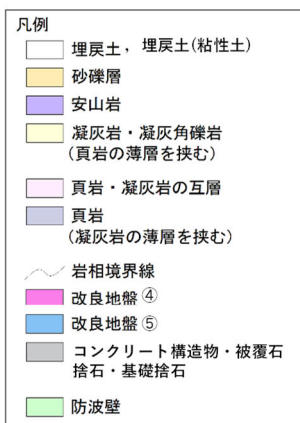 凡例
埋戻土，埋戻土(粘性土)
砂礫層
安山岩
凝灰岩・凝灰角礫岩
(頁岩の薄層を挟む)
頁岩・凝灰岩の互層
頁岩
(凝灰岩の薄層を挟む)
岩相境界線
改良地盤④
改良地盤⑤
コンクリート構造物・被覆石
捨石・基礎捨石
防波壁